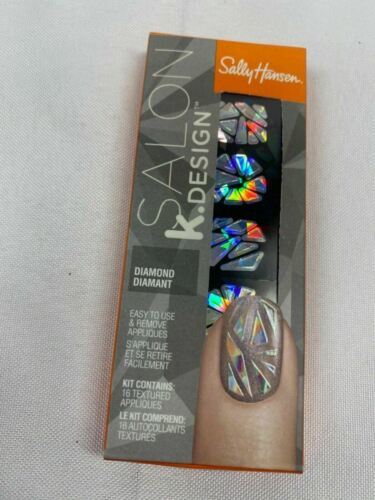 Sally Hansen.
SALON
k.DESIGN™
DIAMOND
DIAMANT
EASY TO USE
& REMOVE
APPLIQUES
S'APPLIQUE
ET SE RETIRE
FACILEMENT
KIT CONTAINS:
16 TEXTURED
APPLIQUES
LE KIT COMPREND:
16 AUTOCOLLANTS
TEXTURÉS